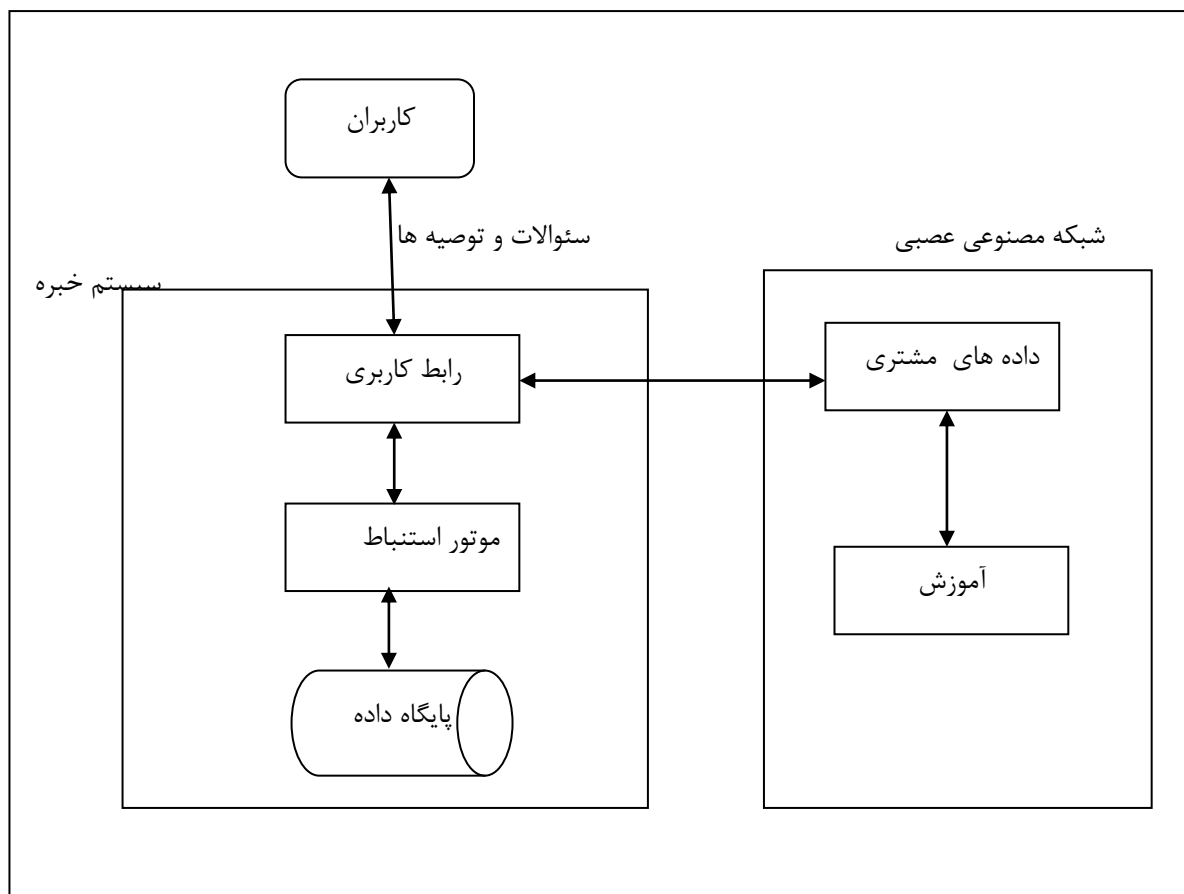 کاربران
سئوالات و توصیه ها
شبکه مصنوعی عصبی
سیستم خبره
رابط کاربری
داده های مشتری
موتور استنباط
آموزش
پایگاه داده